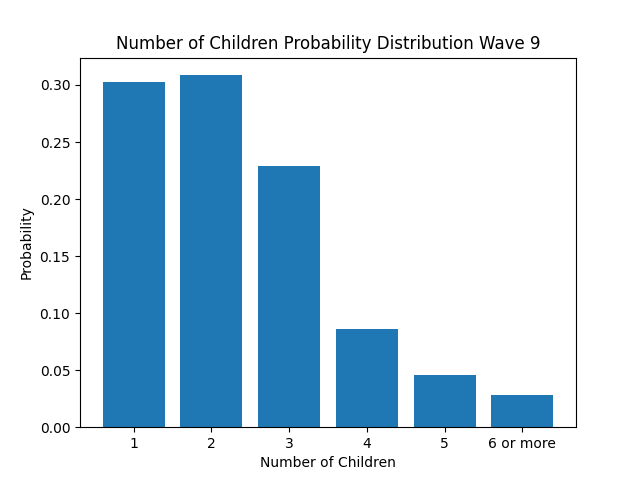 Number of Children Probability Distribution Wave 9
0.30
0.25
0.20
0.15
0.10
0.05
0.00
Probability
1 2 3 4 5 6 or more
Number of Children